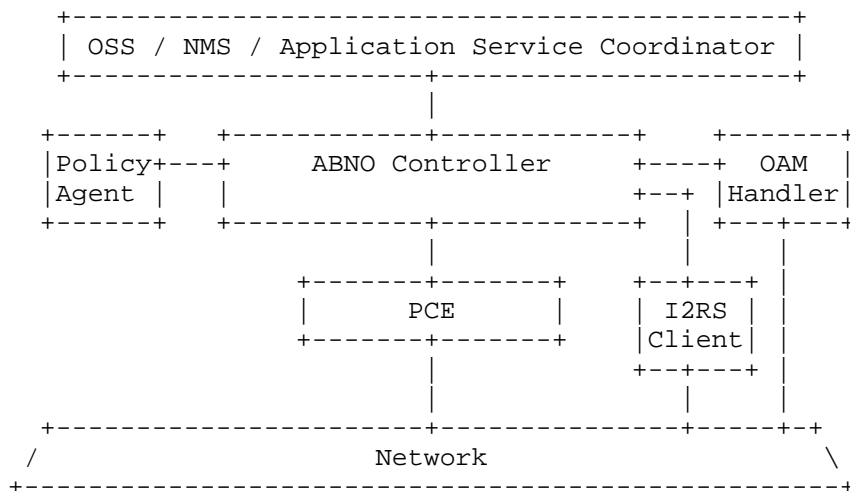 OSS / NMS / Application Service Coordinator
Policy ABNO Controller OAM
Agent Handler
PCE I2RS
Client
Network